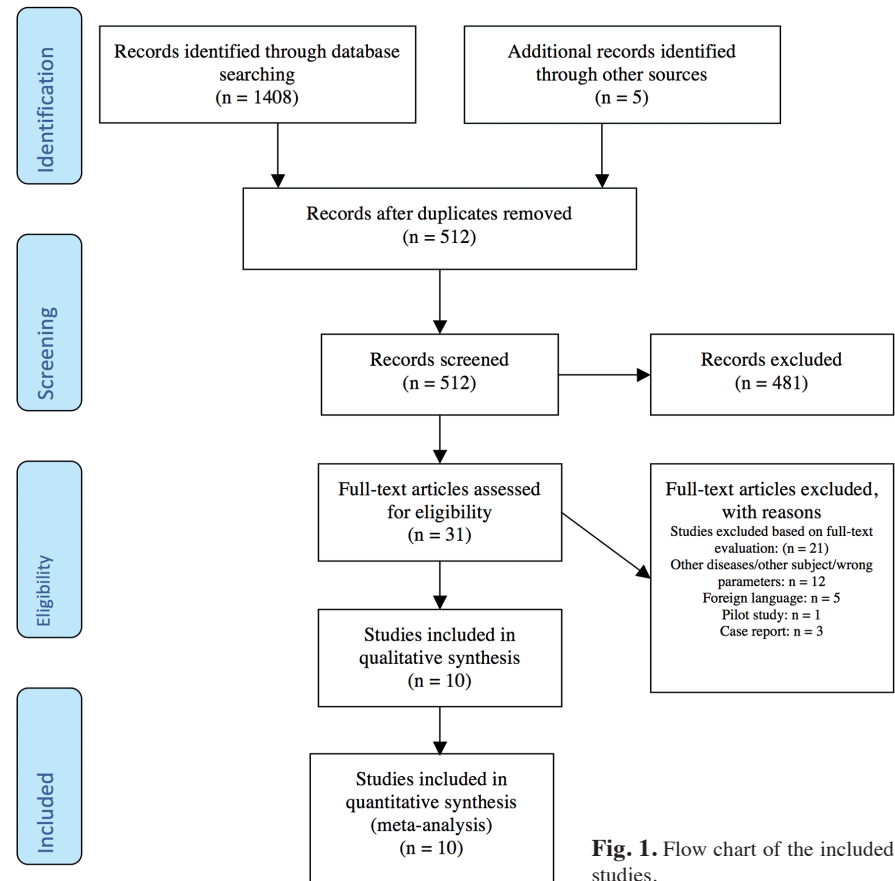 Identification
Records identified through database
searching
(n = 1408)
Additional records identified
through other sources
(n = 5)
Records after duplicates removed
(n = 512)
Screening
Records screened
(n = 512)
Records excluded
(n = 481)
Eligibility
Full-text articles assessed
for eligibility
(n = 31)
Full-text articles excluded,
with reasons
Studies excluded based on full-text
evaluation: (n = 21)
Other diseases/other subject/wrong
parameters: n = 12
Foreign language: n = 5
Pilot study: n = 1
Case report: n = 3
Studies included in
qualitative synthesis
(n = 10)
Included
Studies included in
quantitative synthesis
(meta-analysis)
(n = 10)
Fig. 1. Flow chart of the included
studies.